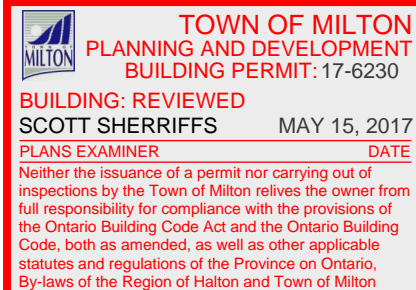 TOWN OF MILTON
PLANNING AND DEVELOPMENT
BUILDING PERMIT: 17-6230
TOWN OF
MILTON
BUILDING: REVIEWED
SCOTT SHERRIFFS MAY 15, 2017
PLANS EXAMINER DATE
Neither the issuance of a permit nor carrying out of
inspections by the Town of Milton relives the owner from
full responsibility for compliance with the provisions of
the Ontario Building Code Act and the Ontario Building
Code, both as amended, as well as other applicable
statutes and regulations of the Province on Ontario,
By-laws of the Region of Halton and Town of Milton